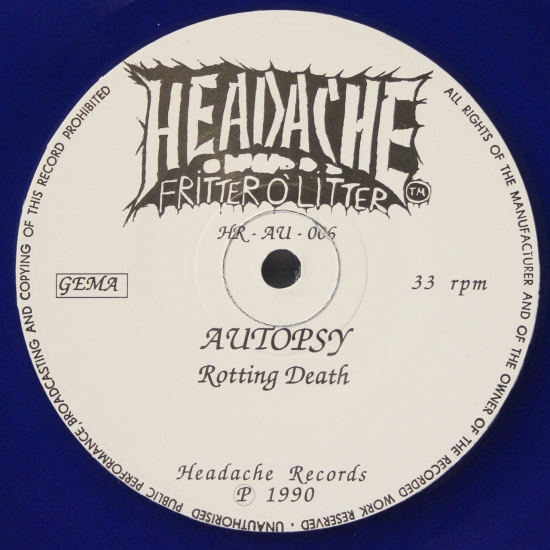 HEADACHE
FRITTER O' LITTER TM
HR - AU - 006
GEMA
33 rpm
AUTOPSY
Rotting Death
Headache Records
℗ 1990
ALL RIGHTS OF THE MANUFACTURER AND OF THE OWNER OF THE RECORDED WORK RESERVED · UNAUTHORISED PUBLIC PERFORMANCE, BROADCASTING AND COPYING OF THIS RECORD PROHIBITED